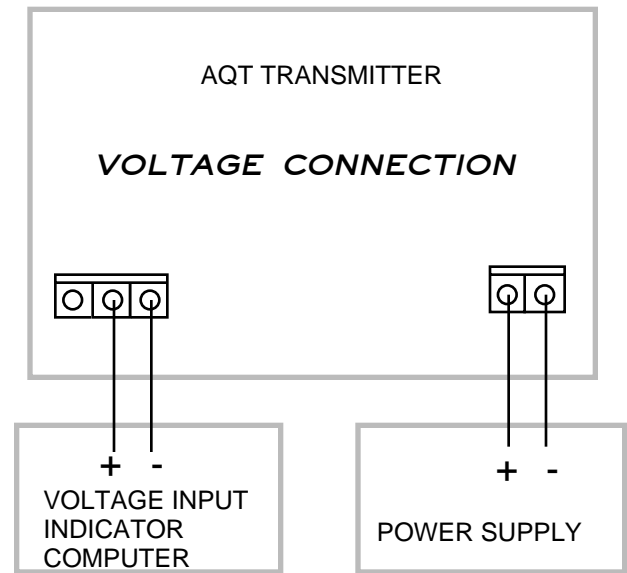 AQT TRANSMITTER
VOLTAGE CONNECTION
+ -
VOLTAGE INPUT
INDICATOR
COMPUTER
+ -
POWER SUPPLY